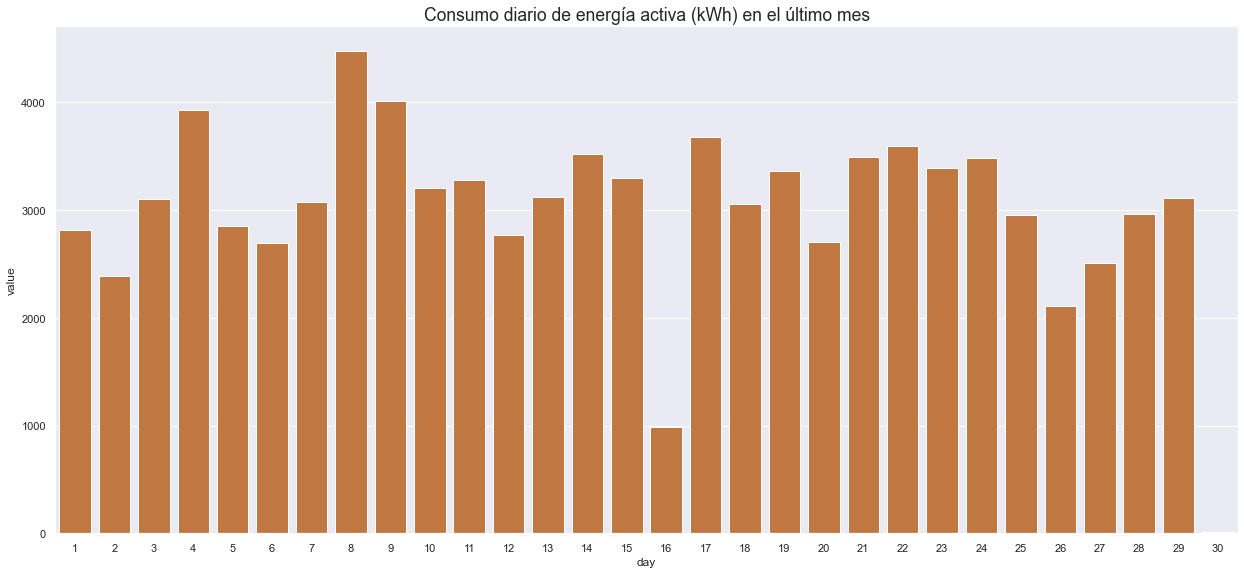 Consumo diario de energía activa (kWh) en el último mes
value
4000
3000
2000
1000
0
1 2 3 4 5 6 7 8 9 10 11 12 13 14 15 16 17 18 19 20 21 22 23 24 25 26 27 28 29 30
day